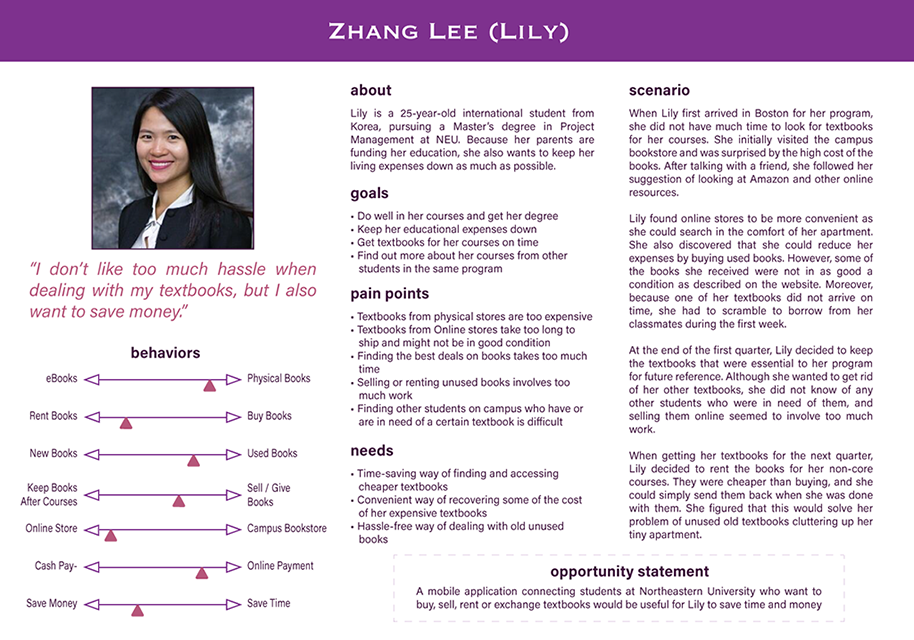 ZHANG LEE (LILY)
“I don’t like too much hassle when
dealing with my textbooks, but I also
want to save money.”
behaviors
eBooks Physical Books
Rent Books Buy Books
New Books Used Books
Keep Books After Courses Sell / Give Books
Online Store Campus Bookstore
Cash Pay- Online Payment
Save Money Save Time
about
Lily is a 25-year-old international student from
Korea, pursuing a Master’s degree in Project
Management at NEU. Because her parents are
funding her education, she also wants to keep her
living expenses down as much as possible.
goals
• Do well in her courses and get her degree
• Keep her educational expenses down
• Get textbooks for her courses on time
• Find out more about her courses from other
students in the same program
pain points
• Textbooks from physical stores are too expensive
• Textbooks from Online stores take too long to
ship and might not be in good condition
• Finding the best deals on books takes too much
time
• Selling or renting unused books involves too
much work
• Finding other students on campus who have or
are in need of a certain textbook is difficult
needs
• Time-saving way of finding and accessing
cheaper textbooks
• Convenient way of recovering some of the cost
of her expensive textbooks
• Hassle-free way of dealing with old unused
books
scenario
When Lily first arrived in Boston for her program,
she did not have much time to look for textbooks
for her courses. She initially visited the campus
bookstore and was surprised by the high cost of the
books. After talking with a friend, she followed her
suggestion of looking at Amazon and other online
resources.
Lily found online stores to be more convenient as
she could search in the comfort of her apartment.
She also discovered that she could reduce her
expenses by buying used books. However, some of
the books she received were not in as good a
condition as described on the website. Moreover,
because one of her textbooks did not arrive on
time, she had to scramble to borrow from her
classmates during the first week.
At the end of the first quarter, Lily decided to keep
the textbooks that were essential to her program
for future reference. Although she wanted to get rid
of her other textbooks, she did not know of any
other students who were in need of them, and
selling them online seemed to involve too much
work.
When getting her textbooks for the next quarter,
Lily decided to rent the books for her non-core
courses. They were cheaper than buying, and she
could simply send them back when she was done
with them. She figured that this would solve her
problem of unused old textbooks cluttering up her
tiny apartment.
opportunity statement
A mobile application connecting students at Northeastern University who want to
buy, sell, rent or exchange textbooks would be useful for Lily to save time and money